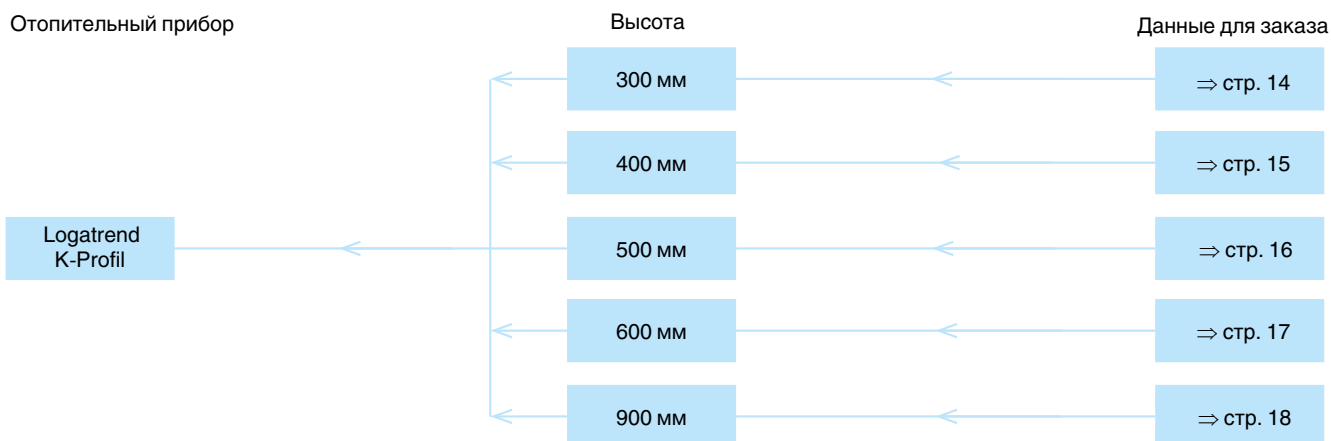 Отопительный прибор
Высота
Данные для заказа
300 мм
⇒ стр. 14
400 мм
⇒ стр. 15
Logatrend
K-Profil
500 мм
⇒ стр. 16
600 мм
⇒ стр. 17
900 мм
⇒ стр. 18